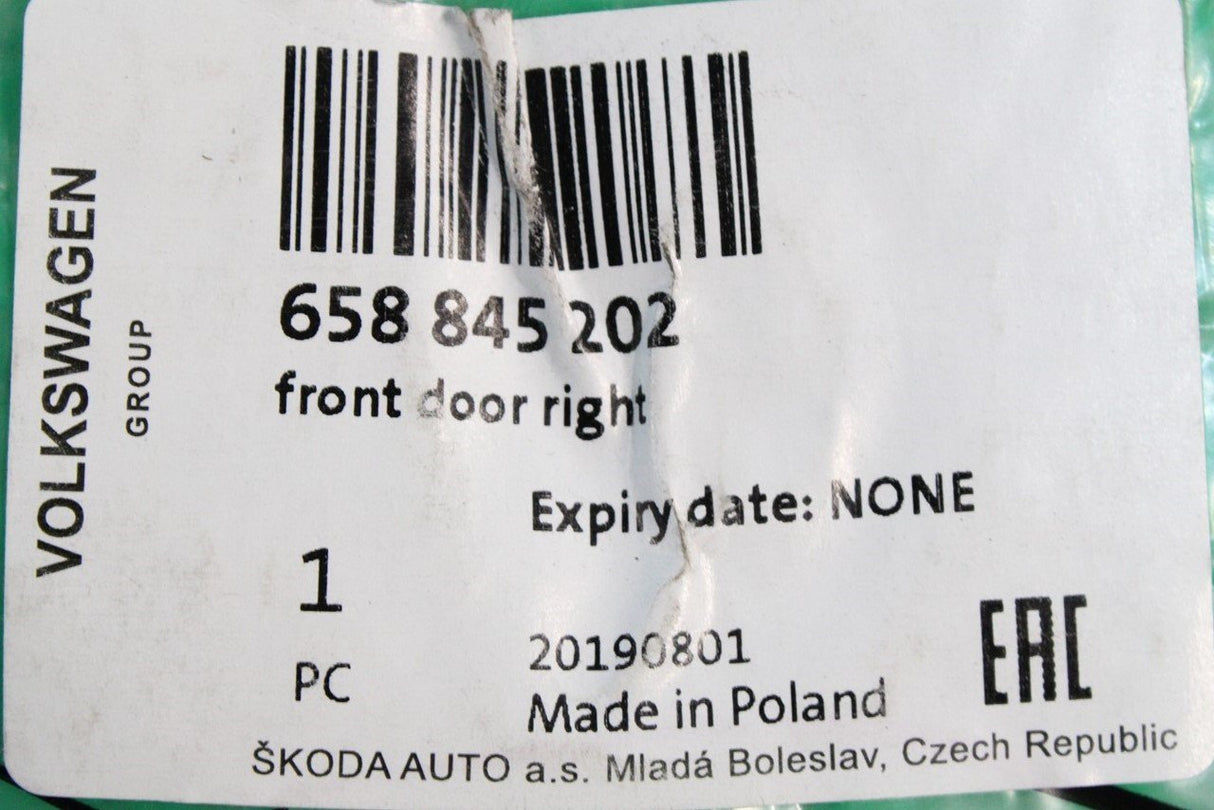 VOLKSWAGEN
GROUP
658 845 202
front door right
Expiry date: NONE
1
PC
20190801
Made in Poland
EAC
ŠKODA AUTO a.s. Mladá Boleslav, Czech Republic